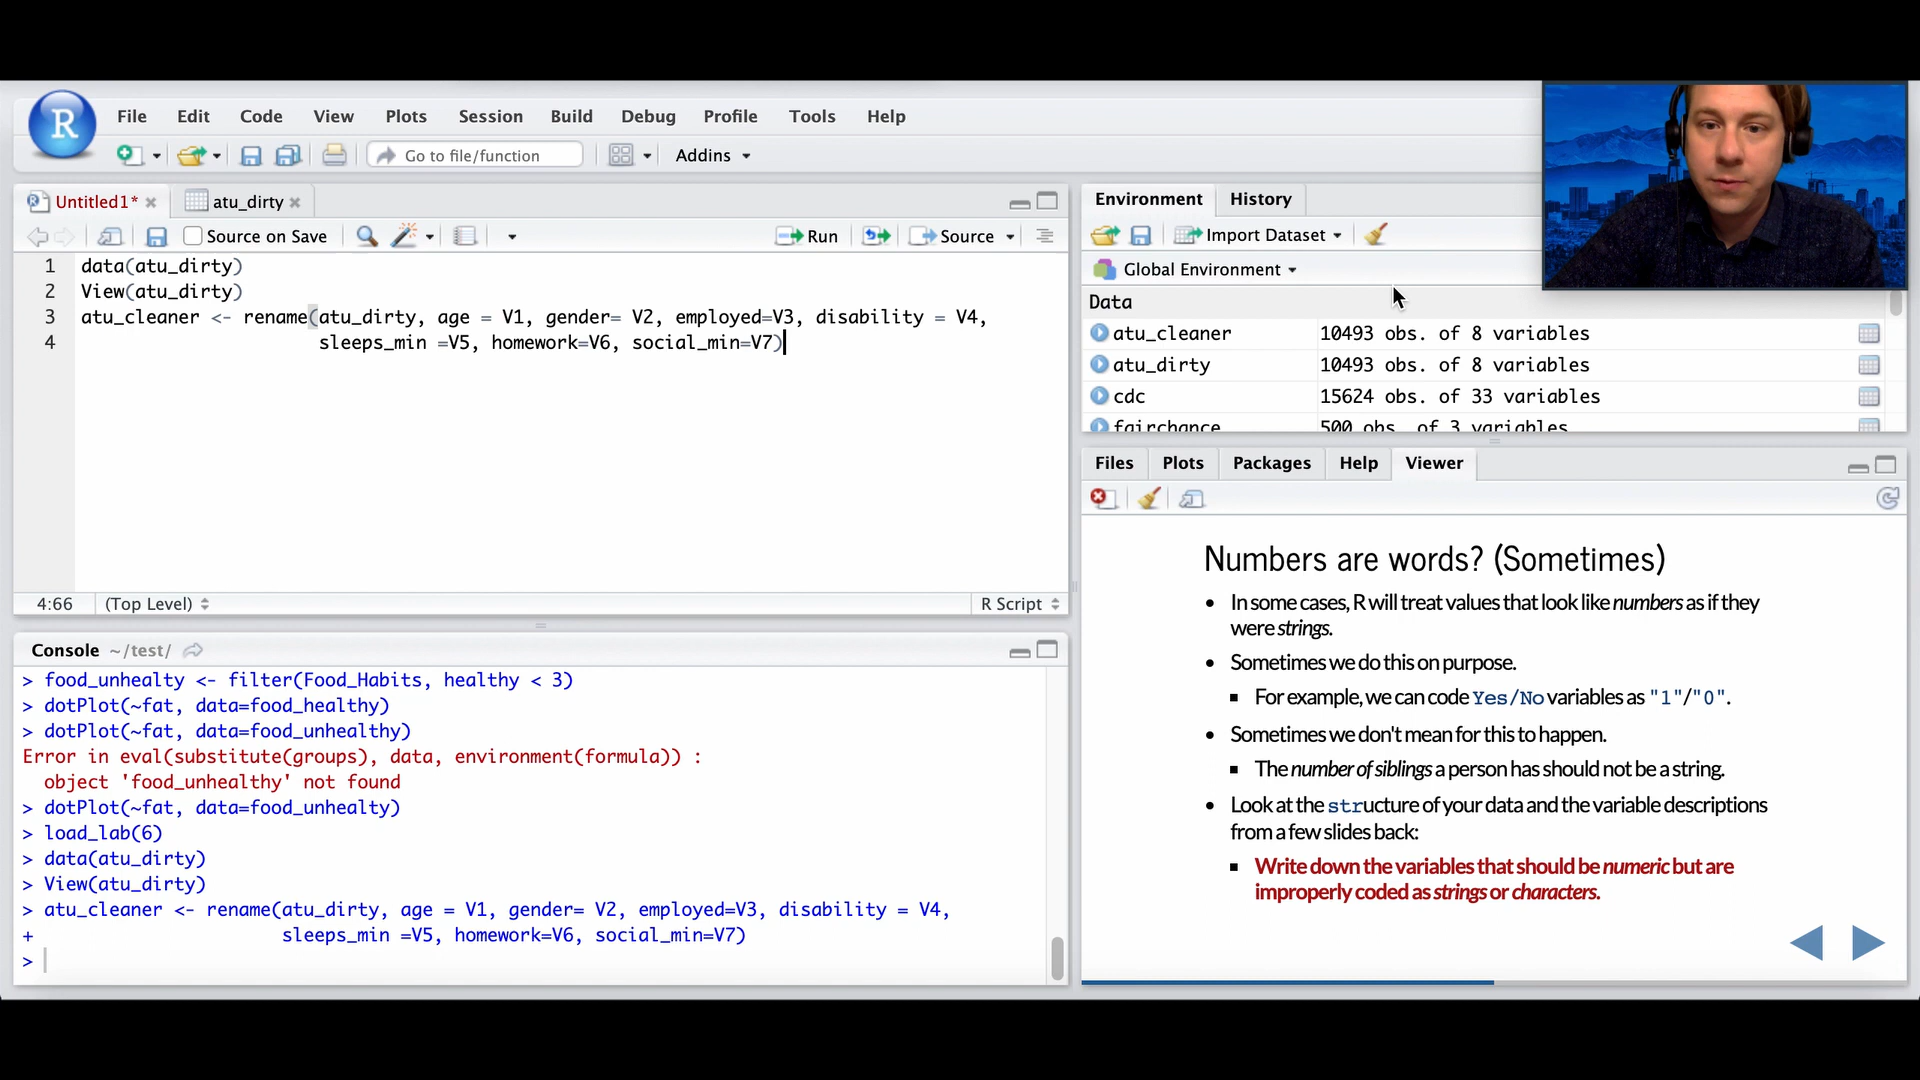 File Edit Code View Plots Session Build Debug Profile Tools Help
Go to file/function Addins
Untitled1* atu_dirty
Source on Save Run Source
1 data(atu_dirty)
2 View(atu_dirty)
3 atu_cleaner <- rename(atu_dirty, age = V1, gender= V2, employed=V3, disability = V4,
4 sleeps_min =V5, homework=V6, social_min=V7)
4:66 (Top Level) R Script
Console ~/test/
> food_unhealty <- filter(Food_Habits, healthy < 3)
> dotPlot(~fat, data=food_healthy)
> dotPlot(~fat, data=food_unhealthy)
Error in eval(substitute(groups), data, environment(formula)) :
object 'food_unhealthy' not found
> dotPlot(~fat, data=food_unhealty)
> load_lab(6)
> data(atu_dirty)
> View(atu_dirty)
> atu_cleaner <- rename(atu_dirty, age = V1, gender= V2, employed=V3, disability = V4,
+ sleeps_min =V5, homework=V6, social_min=V7)
>
Environment History
Import Dataset
Global Environment
Data
atu_cleaner 10493 obs. of 8 variables
atu_dirty 10493 obs. of 8 variables
cdc 15624 obs. of 33 variables
fairchance 500 obs. of 3 variables
Files Plots Packages Help Viewer
Numbers are words? (Sometimes)
• In some cases, R will treat values that look like numbers as if they
were strings.
• Sometimes we do this on purpose.
▪ For example, we can code Yes/No variables as "1"/"0".
• Sometimes we don't mean for this to happen.
▪ The number of siblings a person has should not be a string.
• Look at the structure of your data and the variable descriptions
from a few slides back:
▪ Write down the variables that should be numeric but are
improperly coded as strings or characters.